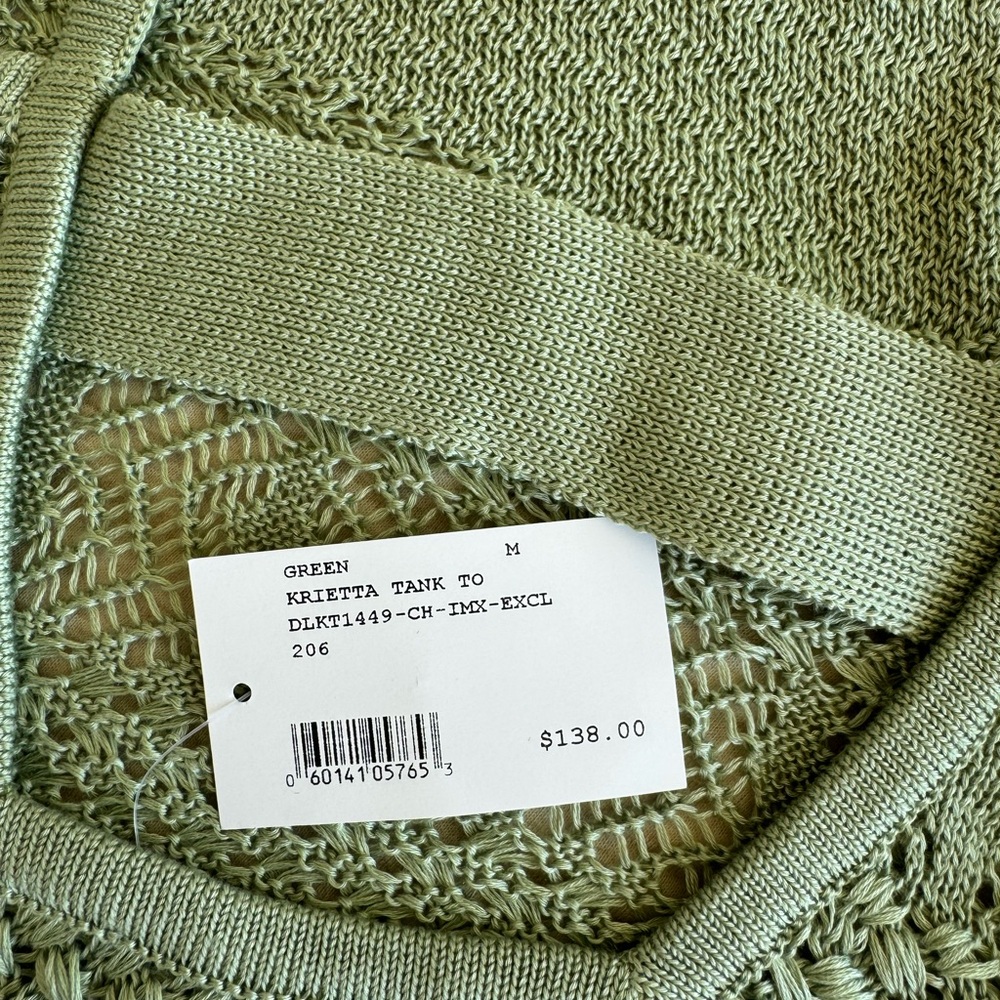 GREEN M
KRIETTA TANK TO
DLKT1449-CH-IMX-EXCL
206
$138.00
0 60141 05765 3